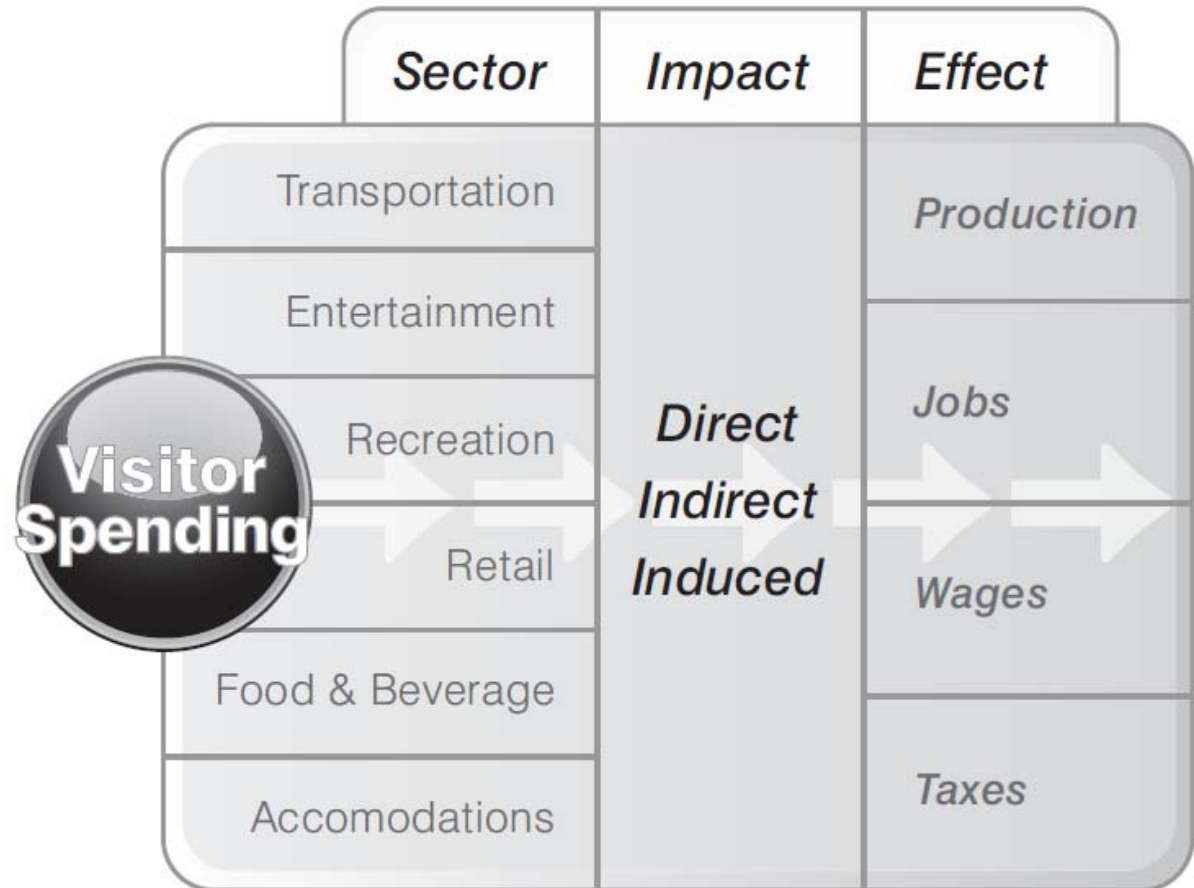 Sector
Impact
Effect
Transportation
Entertainment
Recreation
Retail
Food & Beverage
Accomodations
Visitor
Spending
Direct
Indirect
Induced
Production
Jobs
Wages
Taxes